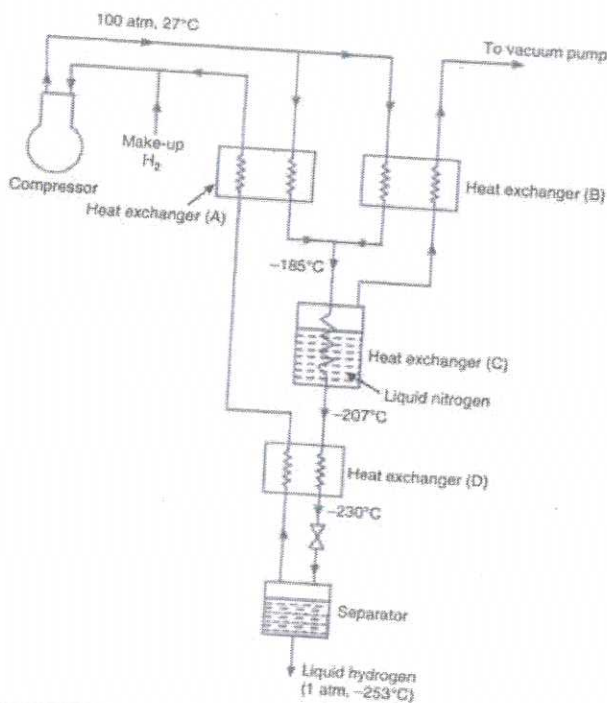 100 atm, 27°C
To vacuum pump
Make-up
H₂
Compressor
Heat exchanger (A)
Heat exchanger (B)
–185°C
Heat exchanger (C)
Liquid nitrogen
–207°C
Heat exchanger (D)
–230°C
Separator
Liquid hydrogen
(1 atm, –253°C)